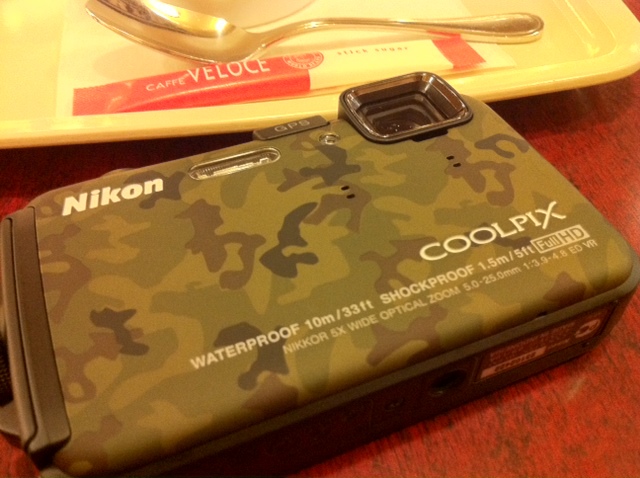 CAFFÈ VELOCE stick sugar
GPS
Nikon
COOLPIX
Full HD
WATERPROOF 10m/33ft SHOCKPROOF 1.5m/5ft
NIKKOR 5X WIDE OPTICAL ZOOM 5.0-25.0mm 1:3.9-4.8 ED VR